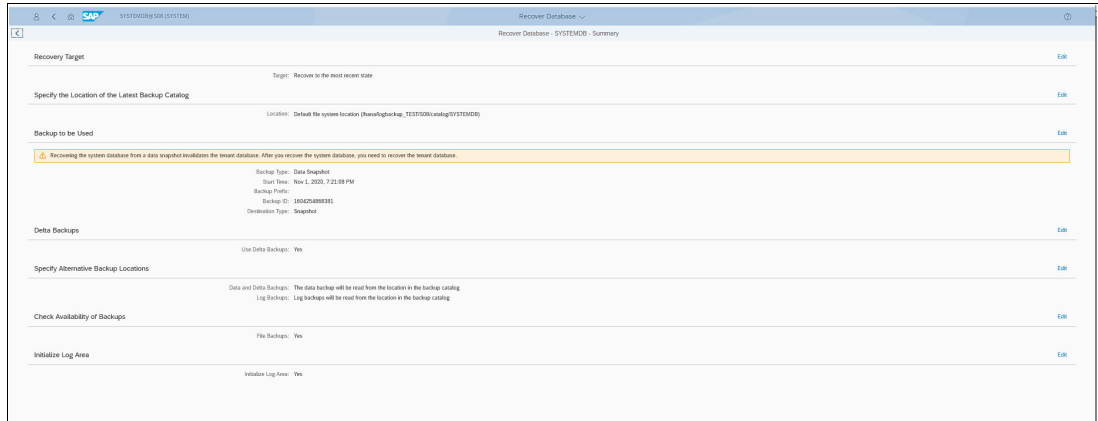 SAP SYSTEMDB@S08 (SYSTEM) Recover Database
Recover Database - SYSTEMDB - Summary
Recovery Target Edit
Target: Recover to the most recent state
Specify the Location of the Latest Backup Catalog Edit
Location: Default file system location (/hana/logbackup_TEST/S08/catalog/SYSTEMDB)
Backup to be Used Edit
Recovering the system database from a data snapshot invalidates the tenant database. After you recover the system database, you need to recover the tenant database.
Backup Type: Data Snapshot
Start Time: Nov 1, 2020, 7:21:08 PM
Backup Prefix:
Backup ID: 1604254868381
Destination Type: Snapshot
Delta Backups Edit
Use Delta Backups: Yes
Specify Alternative Backup Locations Edit
Data and Delta Backups: The data backup will be read from the location in the backup catalog
Log Backups: Log backups will be read from the location in the backup catalog
Check Availability of Backups Edit
File Backups: Yes
Initialize Log Area Edit
Initialize Log Area: Yes